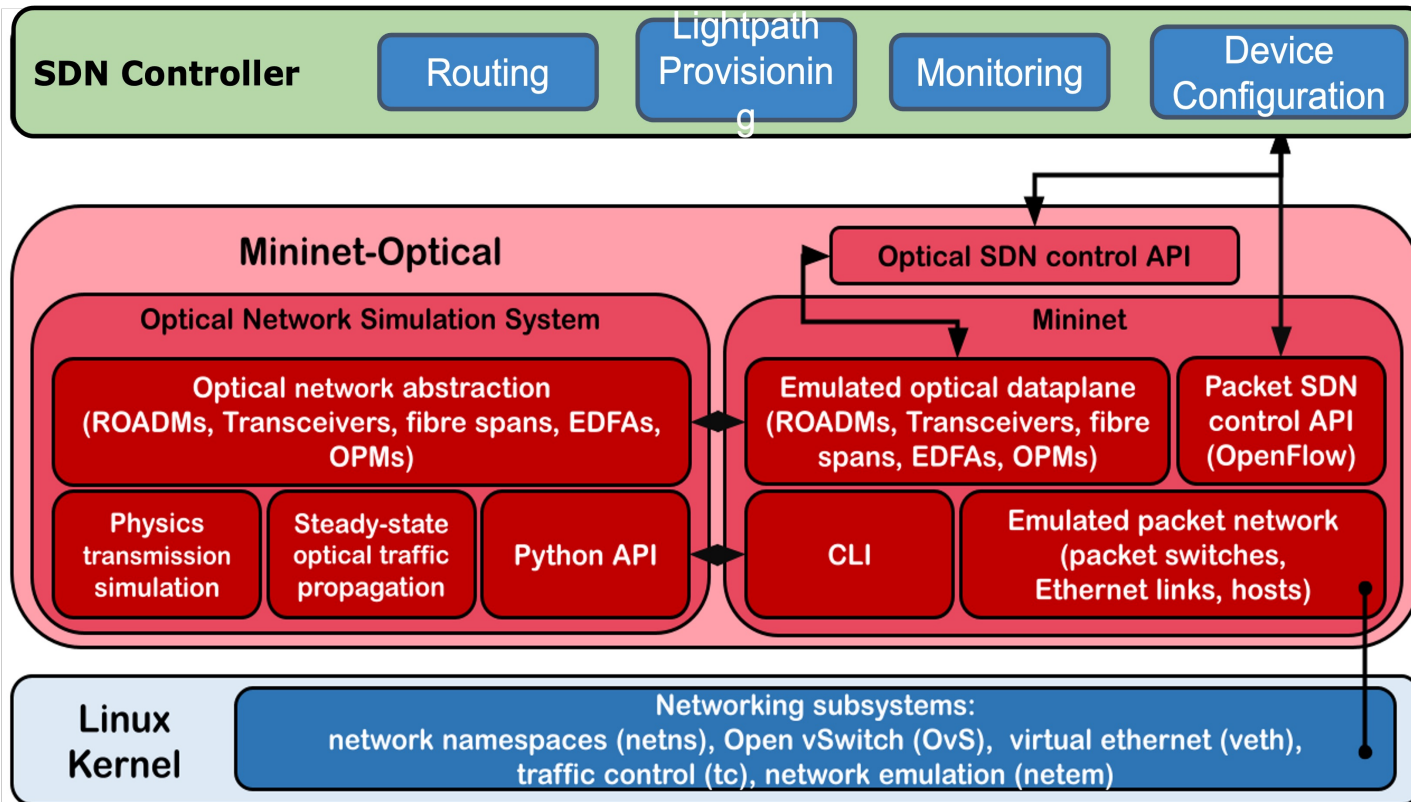 SDN Controller
Routing
Lightpath
Provisionin
g
Monitoring
Device
Configuration
Mininet-Optical
Optical SDN control API
Optical Network Simulation System
Mininet
Optical network abstraction
(ROADMs, Transceivers, fibre spans, EDFAs,
OPMs)
Emulated optical dataplane
(ROADMs, Transceivers, fibre
spans, EDFAs, OPMs)
Packet SDN
control API
(OpenFlow)
Physics
transmission
simulation
Steady-state
optical traffic
propagation
Python API
CLI
Emulated packet network
(packet switches,
Ethernet links, hosts)
Linux
Kernel
Networking subsystems:
network namespaces (netns), Open vSwitch (OvS), virtual ethernet (veth),
traffic control (tc), network emulation (netem)